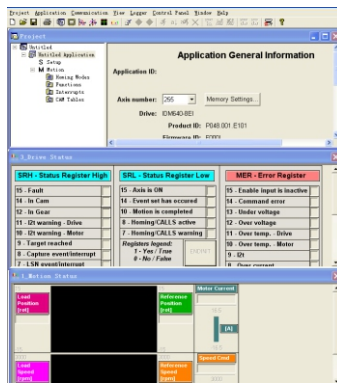 Project Application Communication View Logger Control Panel Window Help
Project
Untitled
Untitled Application
S Setup
M Motion
Homing Modes
Functions
Interrupts
CAM Tables
Application General Information
Application ID:
Axis number: 255 Memory Settings...
Drive: IDM640-8EI
Product ID: P048.001.E101
Drive Status
SRH - Status Register High
15 - Fault
14 - In Cam
12 - In Gear
11 - I2t warning - Drive
10 - I2t warning - Motor
9 - Target reached
8 - Capture event/interrupt
7 - LSN event/interrupt
SRL - Status Register Low
15 - Axis is ON
14 - Event set has occured
10 - Motion is completed
8 - Homing/CALLS active
7 - Homing/CALLS warning
Registers legend:
1 - Yes / True
0 - No / False
MER - Error Register
15 - Enable input is inactive
14 - Command error
13 - Under voltage
12 - Over voltage
11 - Over temp. - Drive
10 - Over temp. - Motor
9 - I2t
8 - Over current
Motion Status
Load
Position
[rot]
Reference
Position
[rot]
Motor Current
[A]
Load
Speed
[rpm]
Reference
Speed
[rpm]
Speed Cmd